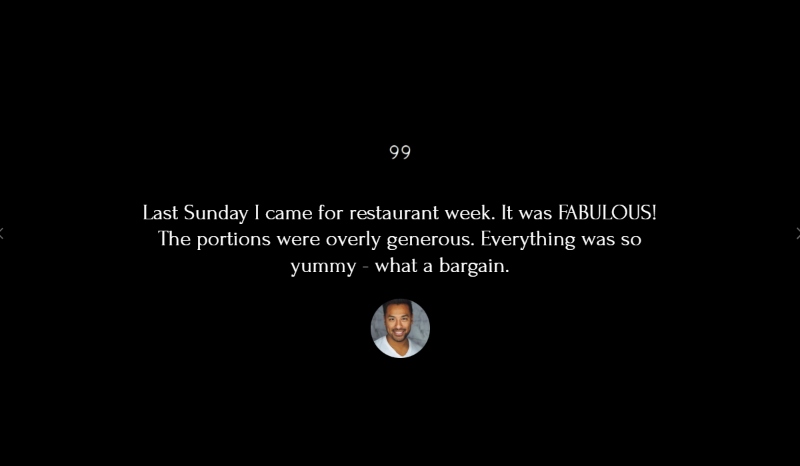 99
Last Sunday I came for restaurant week. It was FABULOUS!
The portions were overly generous. Everything was so
yummy - what a bargain.